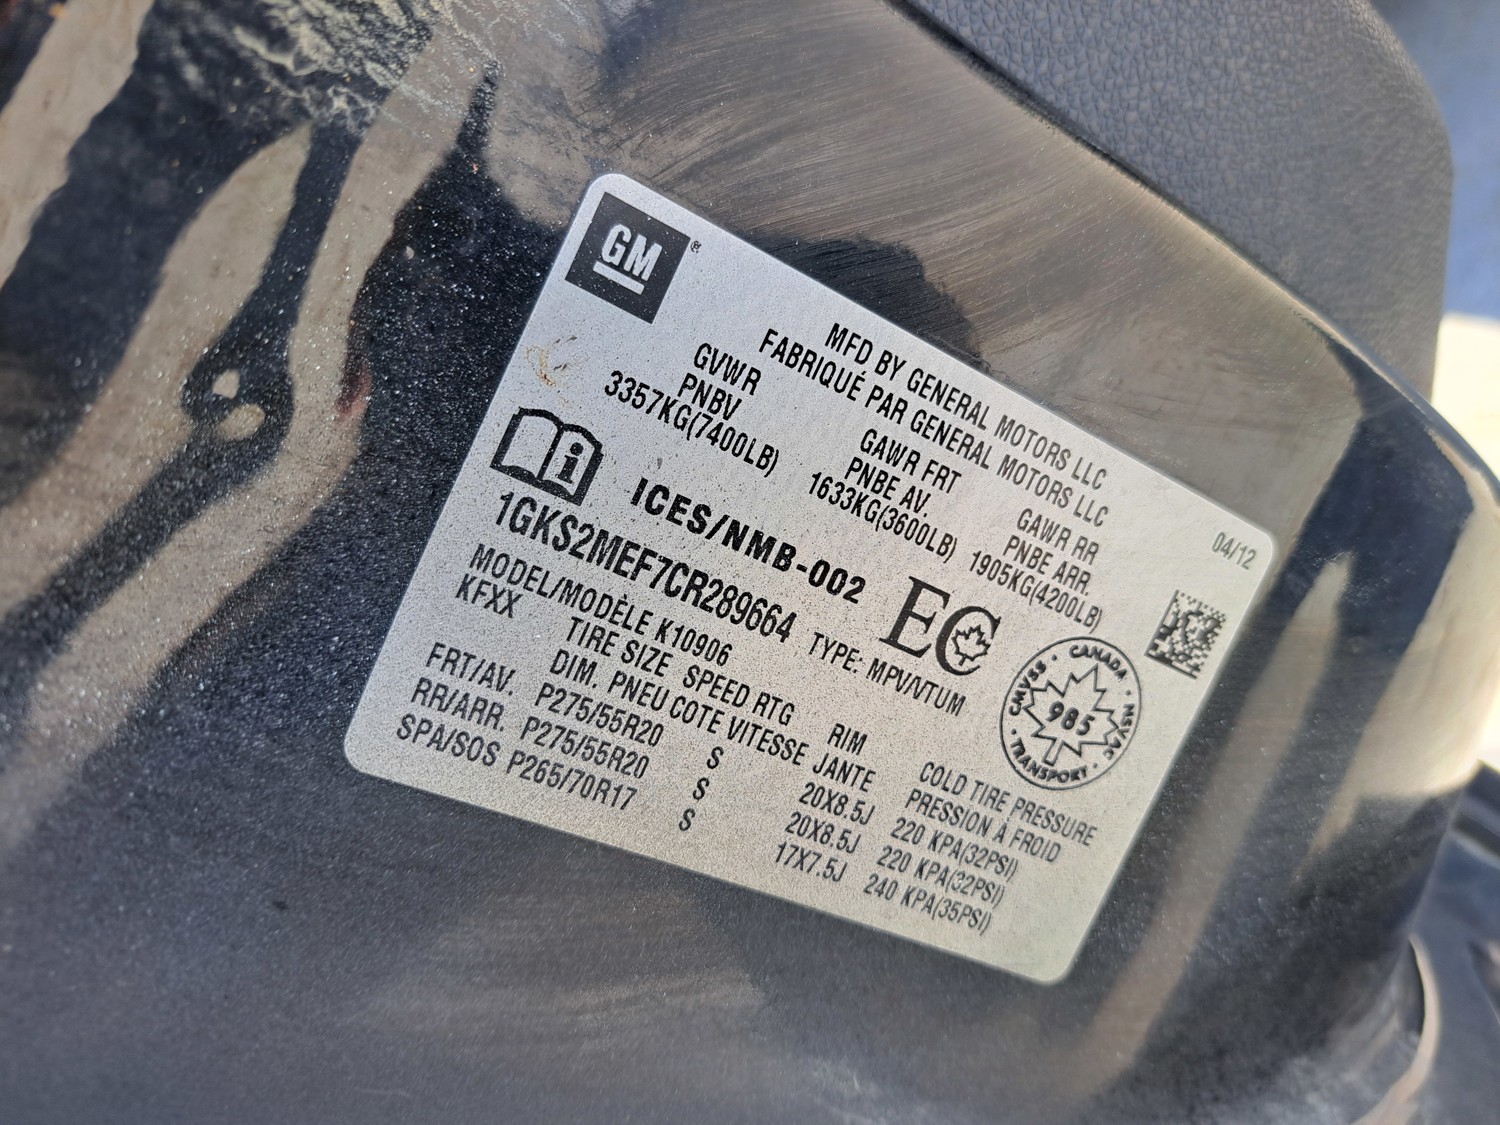 GM®
MFD BY GENERAL MOTORS LLC
FABRIQUÉ PAR GENERAL MOTORS LLC
04/12
GVWR
PNBV
3357KG(7400LB)
GAWR FRT
PNBE AV.
1633KG(3600LB)
GAWR RR
PNBE ARR.
1905KG(4200LB)
i
ICES/NMB-002
EC
1GKS2MEF7CR289664
TYPE: MPV/VTUM
MODEL/MODÈLE K10906
KFXX
CMVSS · CANADA · NSVAC · TRANSPORT ·
985
TIRE SIZE SPEED RTG RIM COLD TIRE PRESSURE
DIM. PNEU COTE VITESSE JANTE PRESSION À FROID
FRT/AV. P275/55R20 S 20X8.5J 220 KPA(32PSI)
RR/ARR. P275/55R20 S 20X8.5J 220 KPA(32PSI)
SPA/SOS P265/70R17 S 17X7.5J 240 KPA(35PSI)